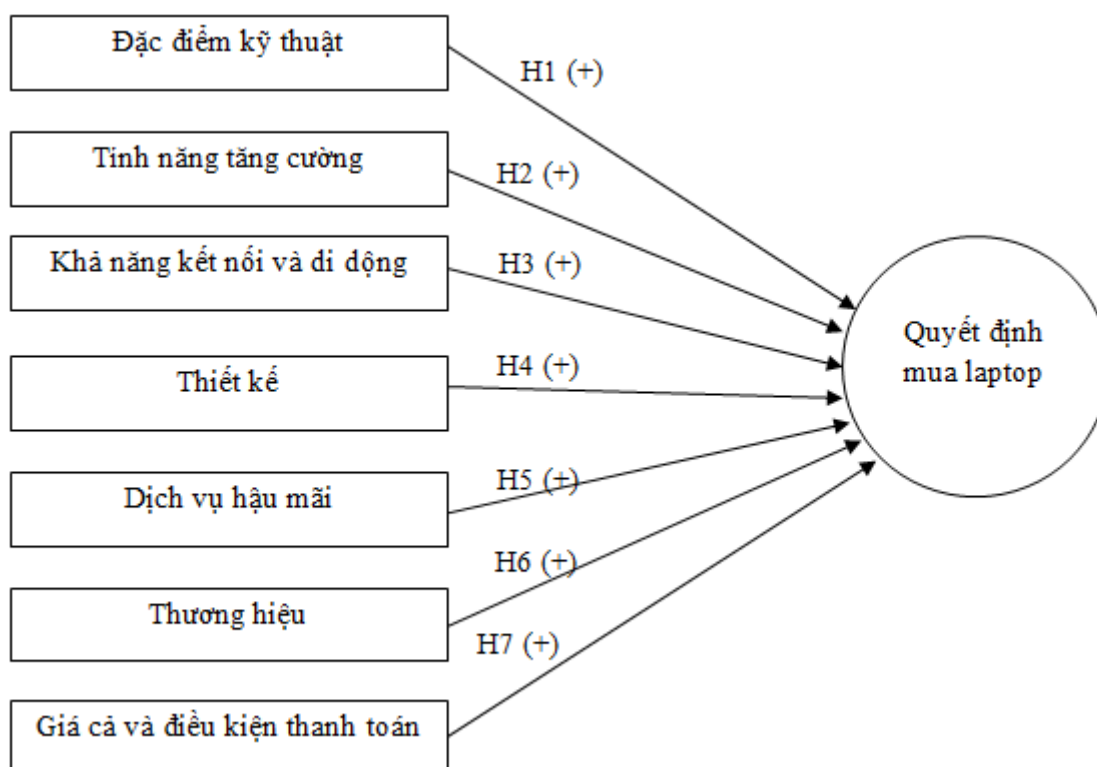 Đặc điểm kỹ thuật
H1 (+)
Tính năng tăng cường
H2 (+)
Khả năng kết nối và di động
H3 (+)
Thiết kế
H4 (+)
Dịch vụ hậu mãi
H5 (+)
Thương hiệu
H6 (+)
Giá cả và điều kiện thanh toán
H7 (+)
Quyết định
mua laptop